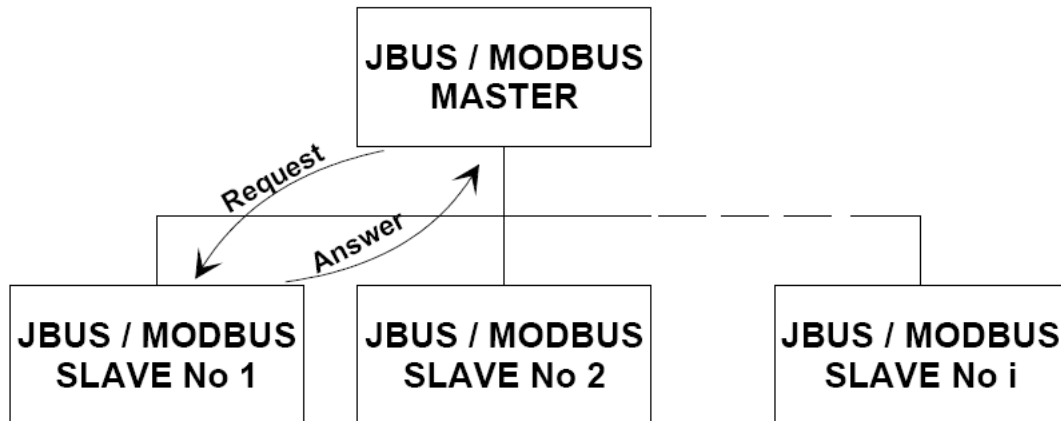 JBUS / MODBUS
MASTER
Request
Answer
JBUS / MODBUS
SLAVE No 1
JBUS / MODBUS
SLAVE No 2
JBUS / MODBUS
SLAVE No i